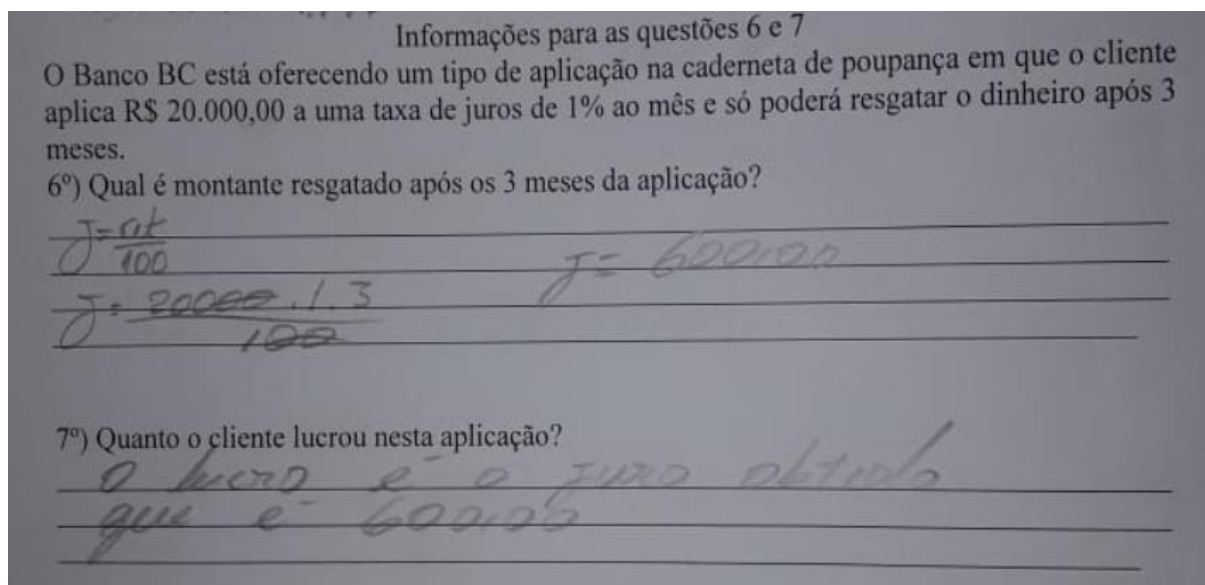 Informações para as questões 6 e 7
O Banco BC está oferecendo um tipo de aplicação na caderneta de poupança em que o cliente
aplica R$ 20.000,00 a uma taxa de juros de 1% ao mês e só poderá resgatar o dinheiro após 3
meses.
6º) Qual é montante resgatado após os 3 meses da aplicação?
J = cit
100
J = 600,00
J = 20000 . 1 . 3
100
7º) Quanto o cliente lucrou nesta aplicação?
O lucro é o juro obtido
que é 600,00